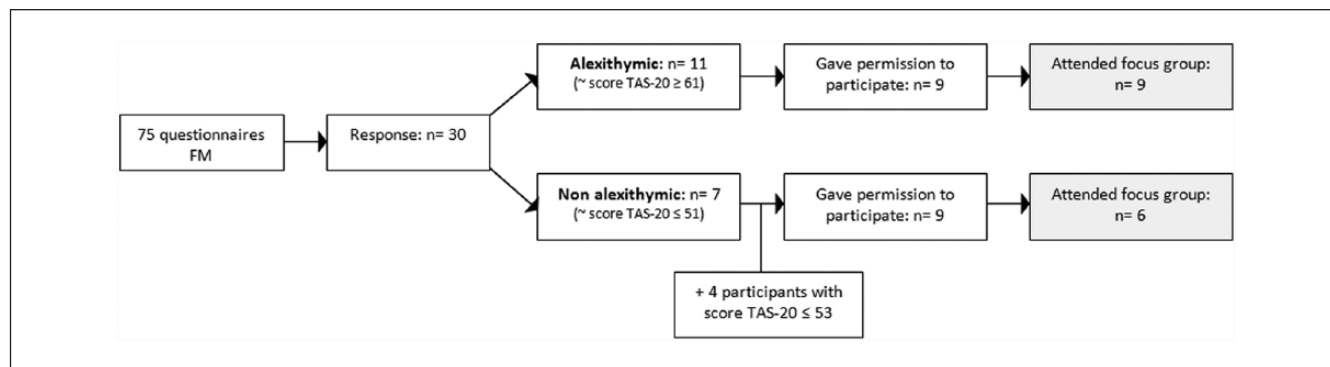 75 questionnaires
FM
Response: n= 30
Alexithymic: n= 11
(~ score TAS-20 ≥ 61)
Gave permission to
participate: n= 9
Attended focus group:
n= 9
Non alexithymic: n= 7
(~ score TAS-20 ≤ 51)
Gave permission to
participate: n= 9
Attended focus group:
n= 6
+ 4 participants with
score TAS-20 ≤ 53